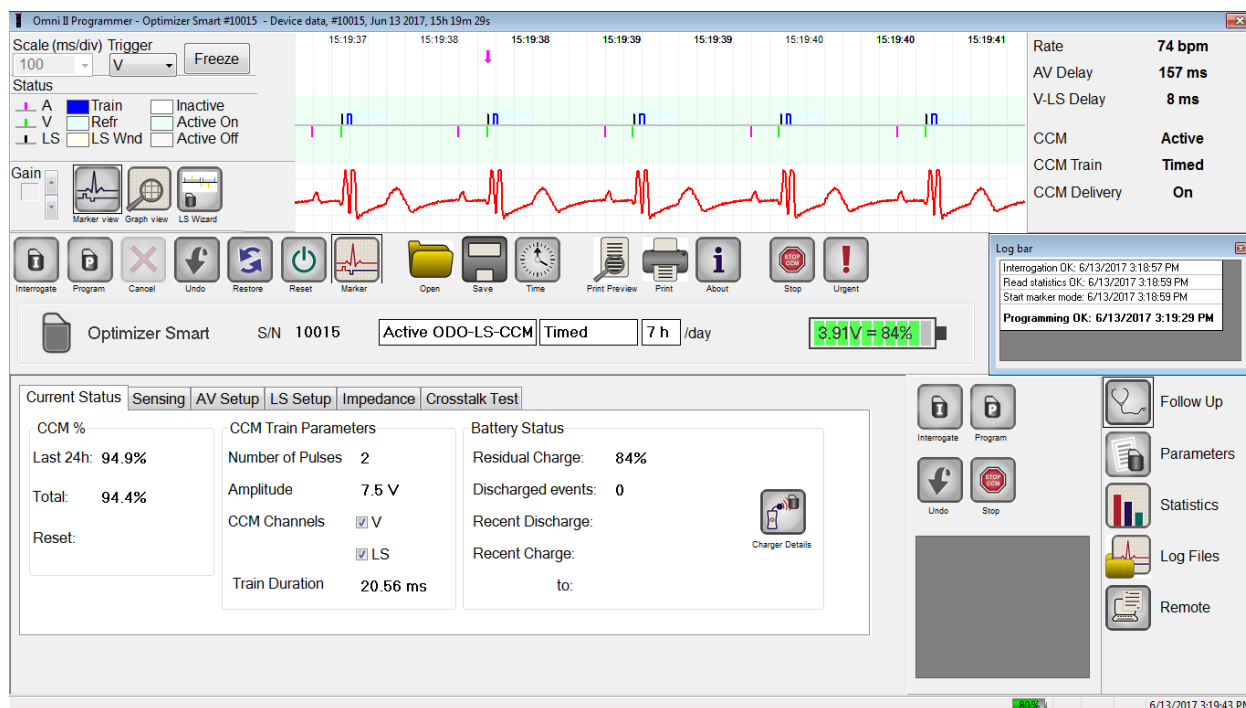 Omni II Programmer - Optimizer Smart #10015 - Device data, #10015, Jun 13 2017, 15h 19m 29s
Scale (ms/div) Trigger
100 V Freeze
Status
A Train Inactive
V Refr Active On
LS LS Wnd Active Off
Gain
Marker view Graph view LS Wizard
15:19:37 15:19:38 15:19:38 15:19:39 15:19:39 15:19:40 15:19:40 15:19:41
Rate 74 bpm
AV Delay 157 ms
V-LS Delay 8 ms
CCM Active
CCM Train Timed
CCM Delivery On
I P STOP CCM
Interrogate Program Cancel Undo Restore Reset Marker Open Save Time Print Preview Print About Stop Urgent
Log bar
Interrogation OK: 6/13/2017 3:18:57 PM
Read statistics OK: 6/13/2017 3:18:59 PM
Start marker mode: 6/13/2017 3:18:59 PM
Programming OK: 6/13/2017 3:19:29 PM
Optimizer Smart S/N 10015 Active ODO-LS-CCM Timed 7 h /day 3.91V = 84%
Current Status Sensing AV Setup LS Setup Impedance Crosstalk Test
CCM %
Last 24h: 94.9%
Total: 94.4%
Reset:
CCM Train Parameters
Number of Pulses 2
Amplitude 7.5 V
CCM Channels V
LS
Train Duration 20.56 ms
Battery Status
Residual Charge: 84%
Discharged events: 0
Recent Discharge:
Recent Charge:
to:
Charger Details
I P
Interrogate Program
STOP CCM
Undo Stop
Follow Up
Parameters
Statistics
Log Files
Remote
80% 6/13/2017 3:19:43 PM